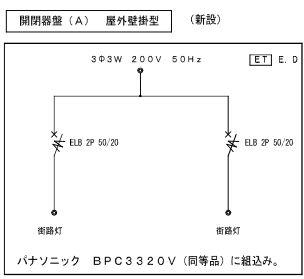 開閉器盤（A） 屋外壁掛型 （新設）
3Φ3W 200V 50Hz
ET E.D
ELB 2P 50/20 ELB 2P 50/20
街路灯 街路灯
パナソニック BPC3320V（同等品）に組込み。